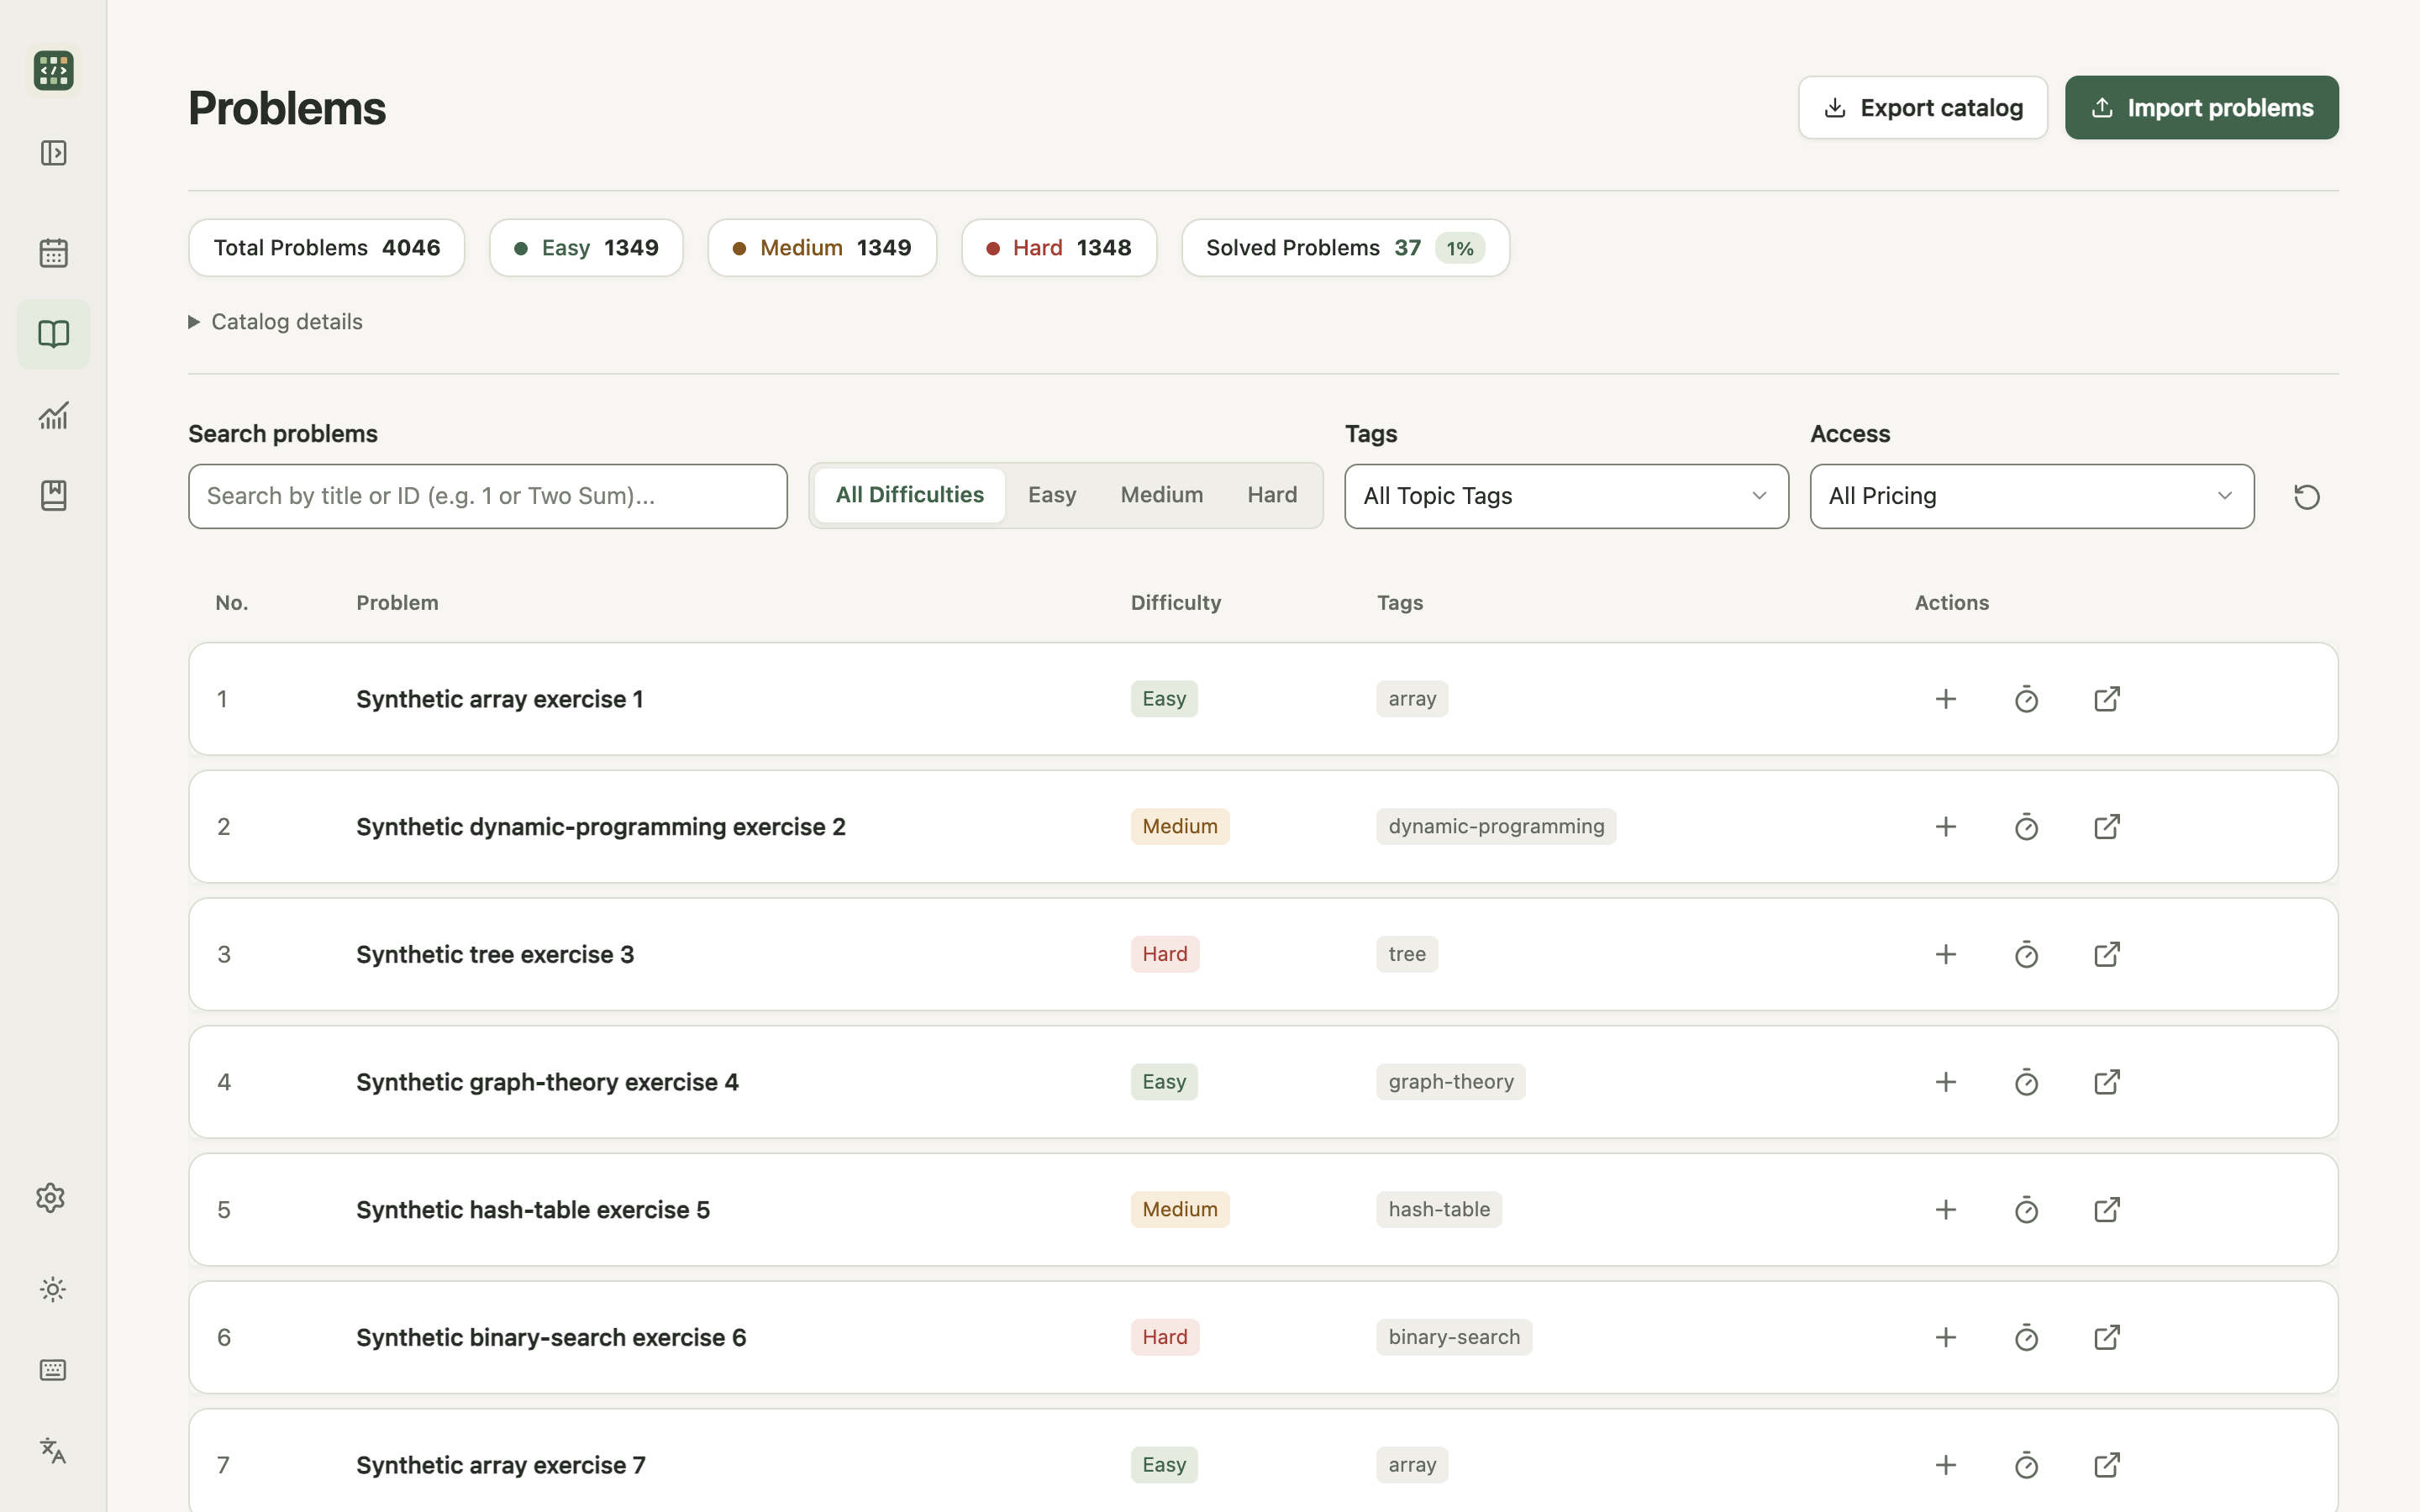 Problems
Export catalog
Import problems
Total Problems 4046
Easy 1349
Medium 1349
Hard 1348
Solved Problems 37 1%
Catalog details
Search problems
Tags
Access
Search by title or ID (e.g. 1 or Two Sum)...
All Difficulties
Easy
Medium
Hard
All Topic Tags
All Pricing
No. Problem Difficulty Tags Actions
1 Synthetic array exercise 1 Easy array
2 Synthetic dynamic-programming exercise 2 Medium dynamic-programming
3 Synthetic tree exercise 3 Hard tree
4 Synthetic graph-theory exercise 4 Easy graph-theory
5 Synthetic hash-table exercise 5 Medium hash-table
6 Synthetic binary-search exercise 6 Hard binary-search
7 Synthetic array exercise 7 Easy array